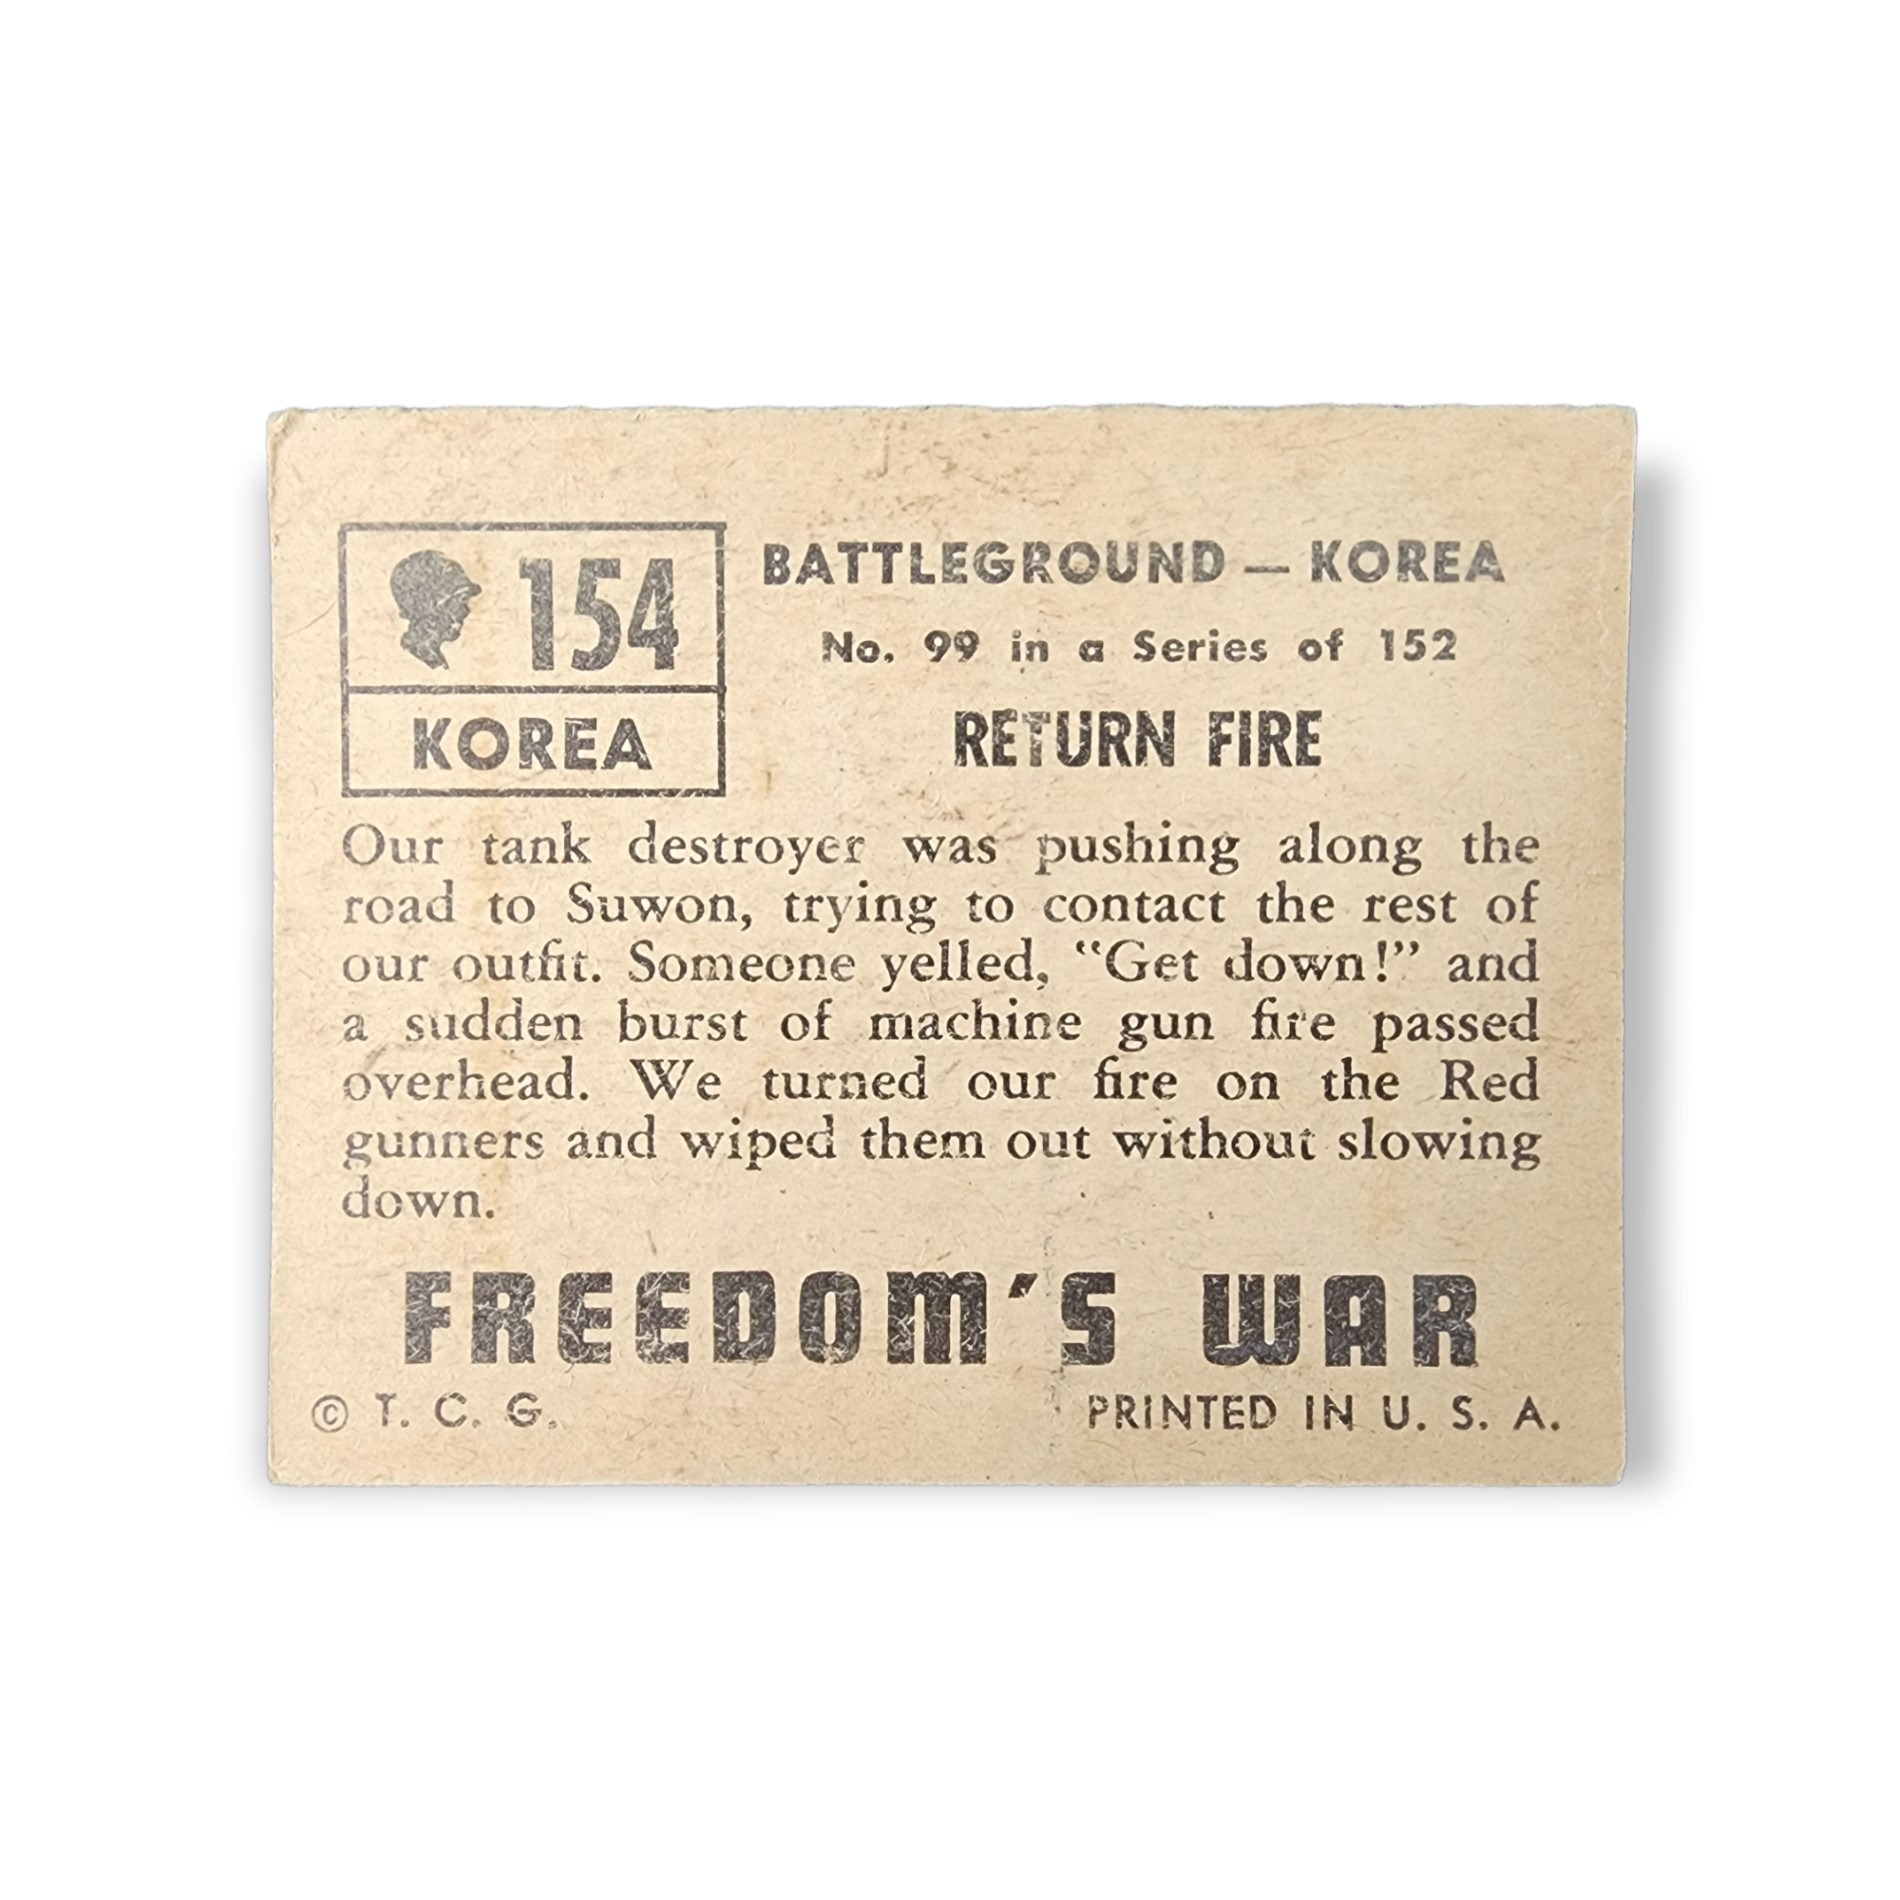 154
KOREA
BATTLEGROUND — KOREA
No. 99 in a Series of 152
RETURN FIRE
Our tank destroyer was pushing along the
road to Suwon, trying to contact the rest of
our outfit. Someone yelled, “Get down!” and
a sudden burst of machine gun fire passed
overhead. We turned our fire on the Red
gunners and wiped them out without slowing
down.
FREEDOM'S WAR
© T. C. G.
PRINTED IN U. S. A.